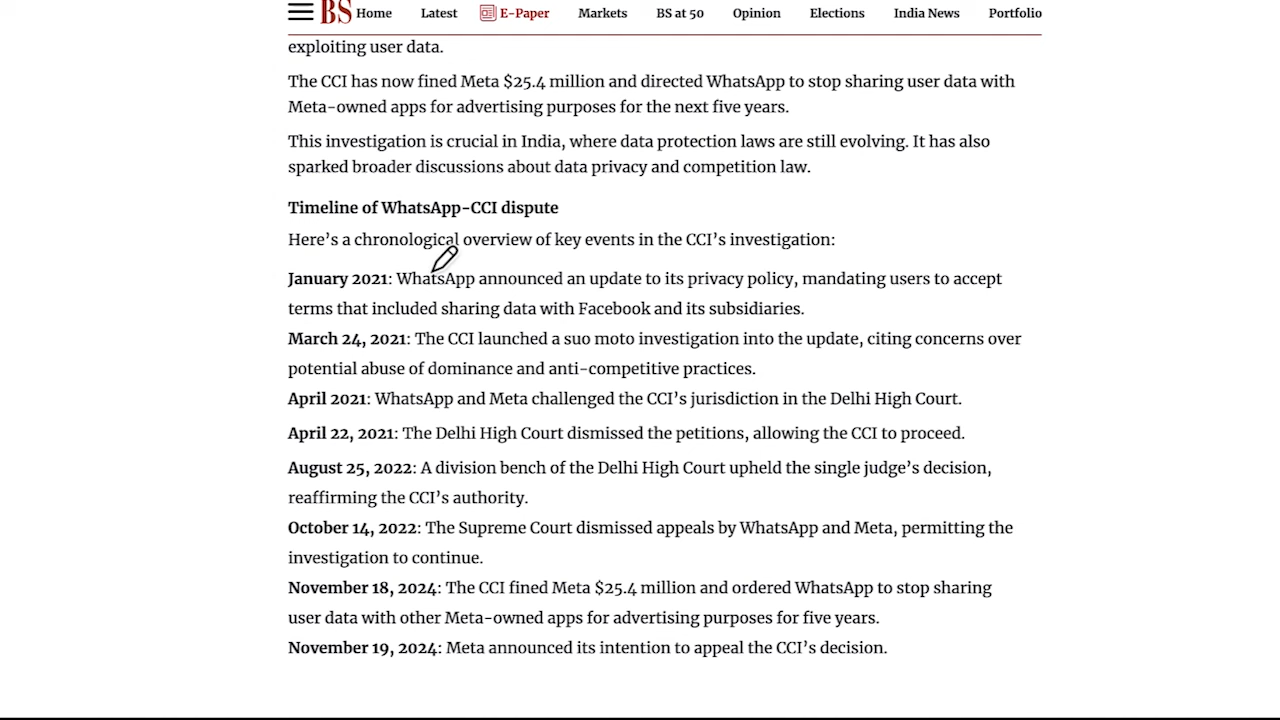 BS Home Latest E-Paper Markets BS at 50 Opinion Elections India News Portfolio
exploiting user data.
The CCI has now fined Meta $25.4 million and directed WhatsApp to stop sharing user data with
Meta-owned apps for advertising purposes for the next five years.
This investigation is crucial in India, where data protection laws are still evolving. It has also
sparked broader discussions about data privacy and competition law.
Timeline of WhatsApp-CCI dispute
Here’s a chronological overview of key events in the CCI’s investigation:
January 2021: WhatsApp announced an update to its privacy policy, mandating users to accept
terms that included sharing data with Facebook and its subsidiaries.
March 24, 2021: The CCI launched a suo moto investigation into the update, citing concerns over
potential abuse of dominance and anti-competitive practices.
April 2021: WhatsApp and Meta challenged the CCI’s jurisdiction in the Delhi High Court.
April 22, 2021: The Delhi High Court dismissed the petitions, allowing the CCI to proceed.
August 25, 2022: A division bench of the Delhi High Court upheld the single judge’s decision,
reaffirming the CCI’s authority.
October 14, 2022: The Supreme Court dismissed appeals by WhatsApp and Meta, permitting the
investigation to continue.
November 18, 2024: The CCI fined Meta $25.4 million and ordered WhatsApp to stop sharing
user data with other Meta-owned apps for advertising purposes for five years.
November 19, 2024: Meta announced its intention to appeal the CCI’s decision.